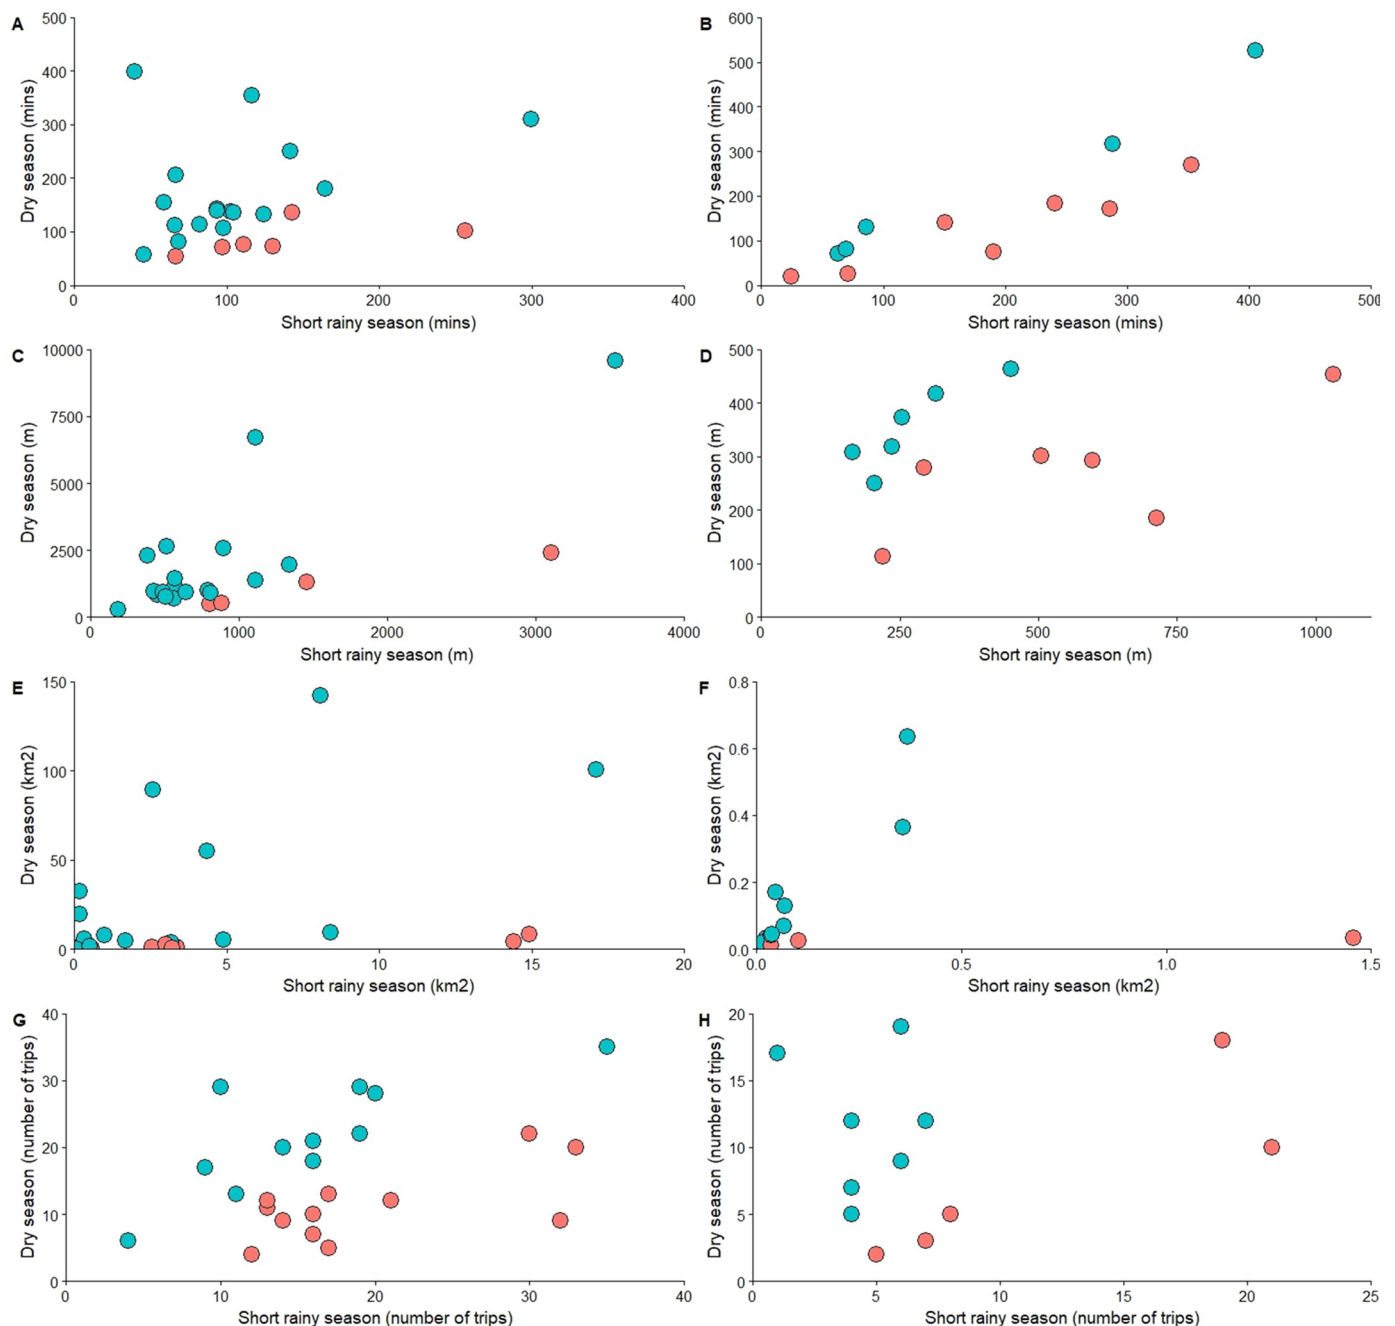 A
500
400
300
200
100
0
Dry season (mins)
0 100 200 300 400
Short rainy season (mins)
B
600
500
400
300
200
100
0
Dry season (mins)
0 100 200 300 400 500
Short rainy season (mins)
C
10000
7500
5000
2500
0
Dry season (m)
0 1000 2000 3000 4000
Short rainy season (m)
D
500
400
300
200
100
0
Dry season (m)
0 250 500 750 1000
Short rainy season (m)
E
150
100
50
0
Dry season (km2)
0 5 10 15 20
Short rainy season (km2)
F
0.8
0.6
0.4
0.2
0.0
Dry season (km2)
0.0 0.5 1.0 1.5
Short rainy season (km2)
G
40
30
20
10
0
Dry season (number of trips)
0 10 20 30 40
Short rainy season (number of trips)
H
20
15
10
5
0
Dry season (number of trips)
0 5 10 15 20 25
Short rainy season (number of trips)